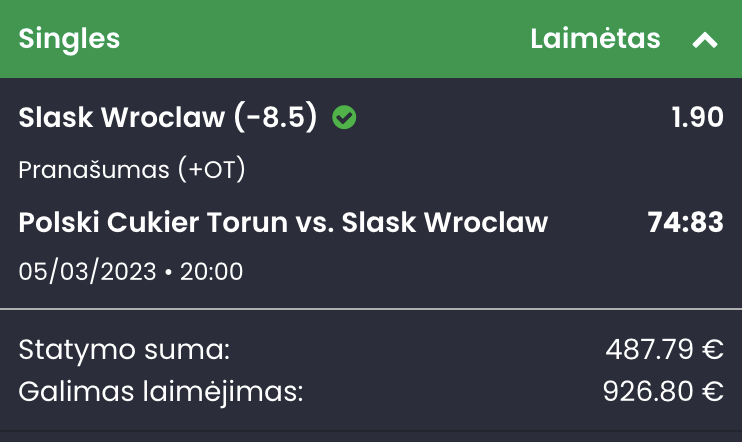 Singles Laimėtas
Slask Wroclaw (-8.5) 1.90
Pranašumas (+OT)
Polski Cukier Torun vs. Slask Wroclaw 74:83
05/03/2023 • 20:00
Statymo suma: 487.79 €
Galimas laimėjimas: 926.80 €